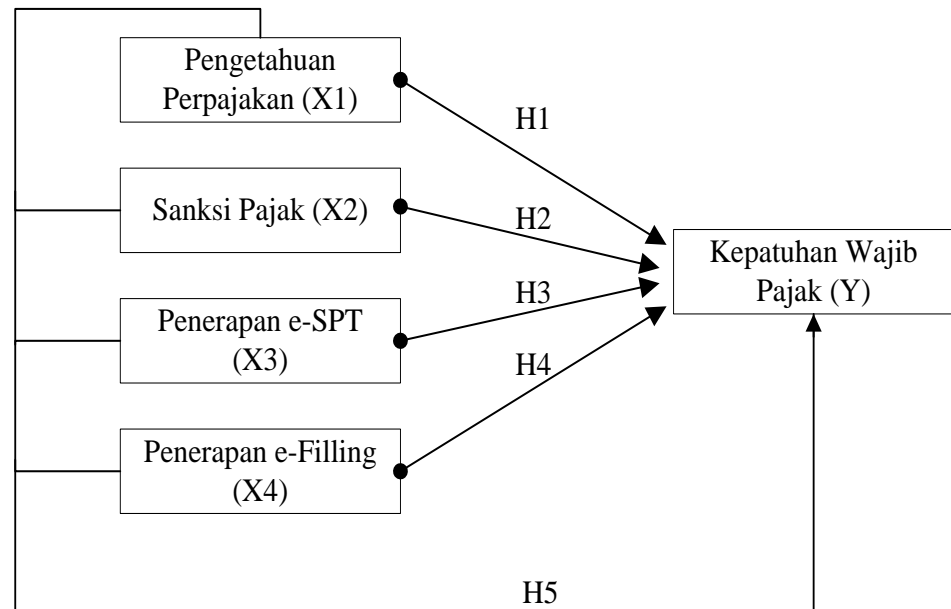 Pengetahuan
Perpajakan (X1)
H1
Sanksi Pajak (X2)
H2
Kepatuhan Wajib
Pajak (Y)
H3
Penerapan e-SPT
(X3)
H4
Penerapan e-Filling
(X4)
H5